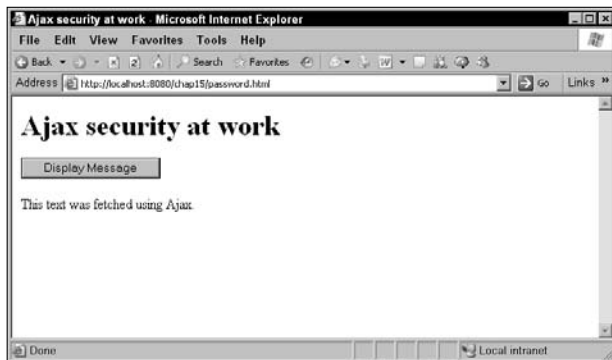 Ajax security at work - Microsoft Internet Explorer
File Edit View Favorites Tools Help
Back Search Favorites
Address http://localhost:8080/chap15/password.html Go Links »
Ajax security at work
Display Message
This text was fetched using Ajax.
Done Local intranet